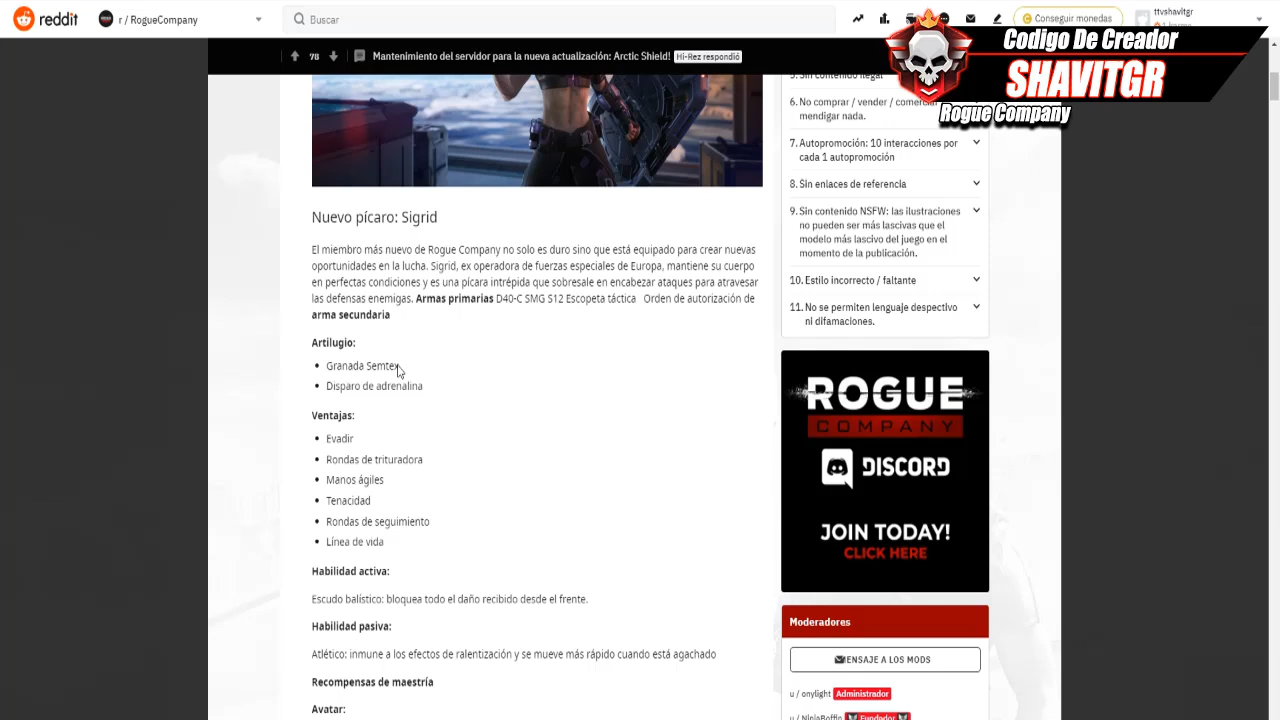 reddit
r / RogueCompany
Buscar
Conseguir monedas
ttvshavitgr
1 karma
Codigo De Creador
SHAVITGR
Rogue Company
78
Mantenimiento del servidor para la nueva actualización: Arctic Shield!
Hi-Rez respondió
Nuevo pícaro: Sigrid
El miembro más nuevo de Rogue Company no solo es duro sino que está equipado para crear nuevas
oportunidades en la lucha. Sigrid, ex operadora de fuerzas especiales de Europa, mantiene su cuerpo
en perfectas condiciones y es una pícara intrépida que sobresale en encabezar ataques para atravesar
las defensas enemigas. Armas primarias D40-C SMG S12 Escopeta táctica Orden de autorización de
arma secundaria
Artilugio:
Granada Semtex
Disparo de adrenalina
Ventajas:
Evadir
Rondas de trituradora
Manos ágiles
Tenacidad
Rondas de seguimiento
Línea de vida
Habilidad activa:
Escudo balístico: bloquea todo el daño recibido desde el frente.
Habilidad pasiva:
Atlético: inmune a los efectos de ralentización y se mueve más rápido cuando está agachado
Recompensas de maestría
Avatar:
5. Sin contenido ilegal
6. No comprar / vender /
mendigar nada.
7. Autopromoción: 10 interacciones por
cada 1 autopromoción
8. Sin enlaces de referencia
9. Sin contenido NSFW: las ilustraciones
no pueden ser más lascivas que el
modelo más lascivo del juego en el
momento de la publicación.
10. Estilo incorrecto / faltante
11. No se permiten lenguaje despectivo
ni difamaciones.
ROGUE
COMPANY
DISCORD
JOIN TODAY!
CLICK HERE
Moderadores
ENSAJE A LOS MODS
u / onylight Administrador
u / NinjaBoffin Fundador